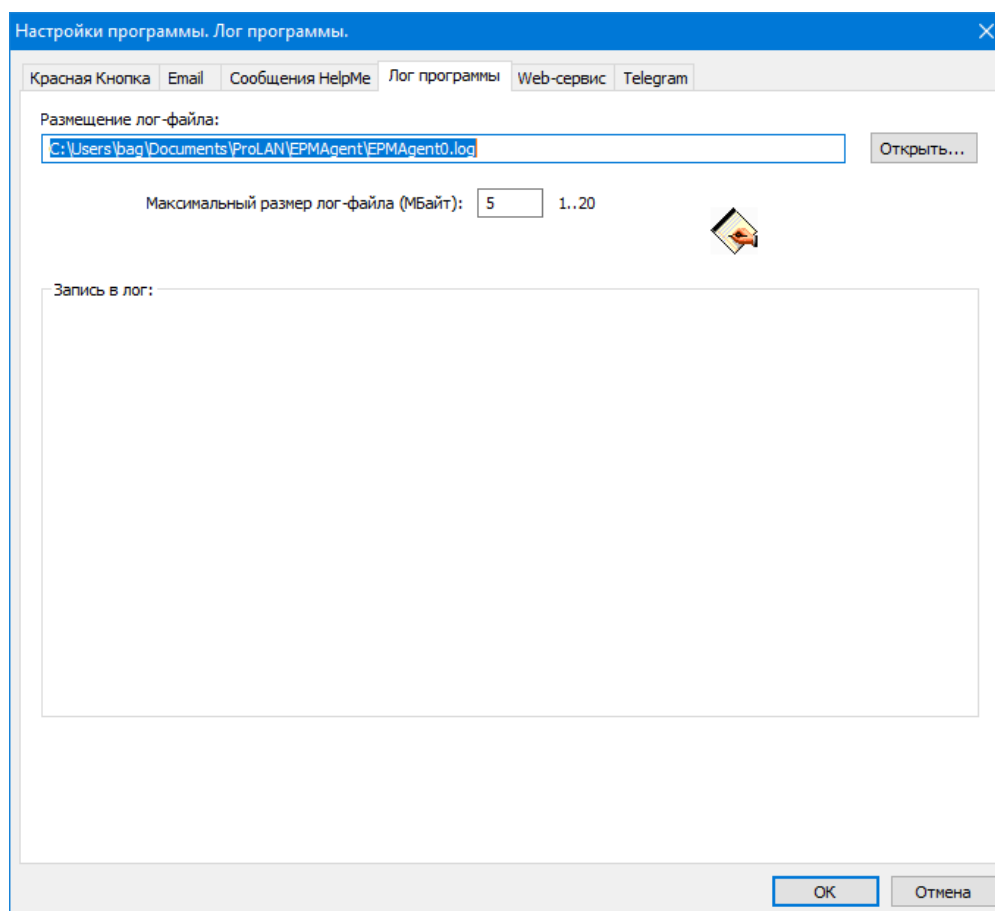 Настройки программы. Лог программы.
Красная Кнопка Email Сообщения HelpMe Лог программы Web-сервис Telegram
Размещение лог-файла:
C:\Users\bag\Documents\ProLAN\EPMAgent\EPMAgent0.log Открыть...
Максимальный размер лог-файла (МБайт): 5 1..20
Запись в лог:
ОК Отмена